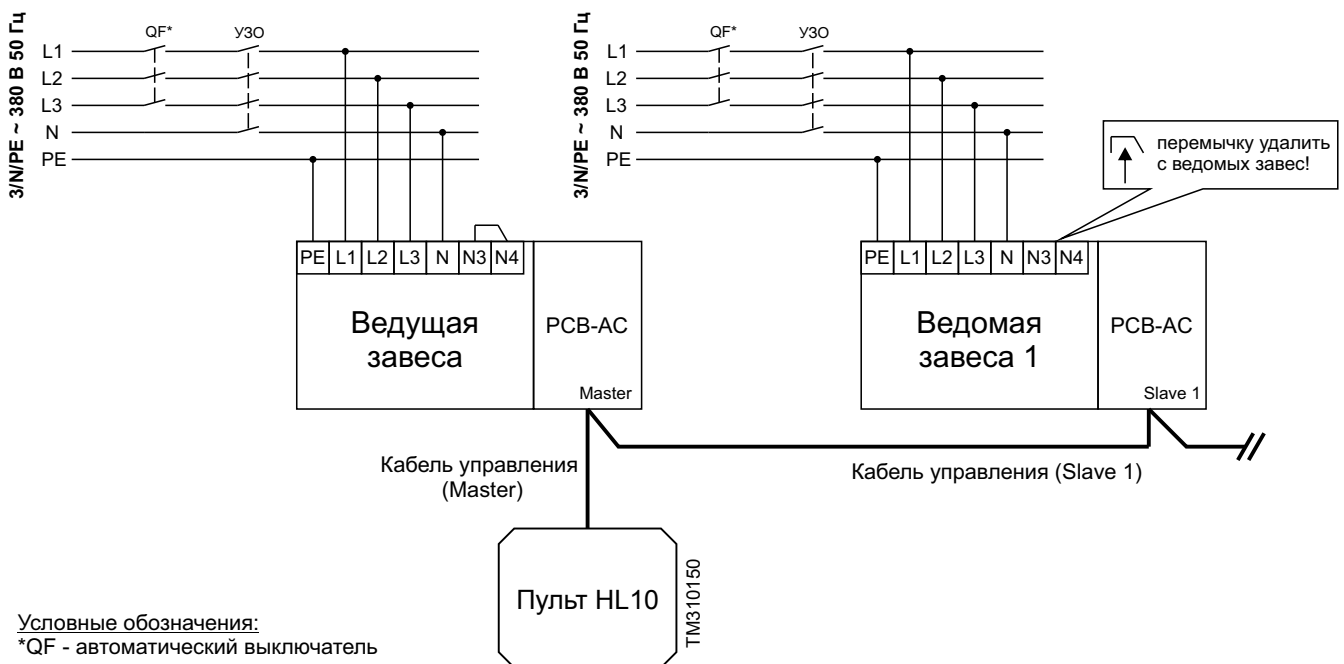 3/N/PE ~ 380 В 50 Гц
QF*
УЗО
L1
L2
L3
N
PE
3/N/PE ~ 380 В 50 Гц
QF*
УЗО
L1
L2
L3
N
PE
перемычку удалить
с ведомых завес!
PE L1 L2 L3 N N3 N4
Ведущая
завеса
PCB-AC
Master
PE L1 L2 L3 N N3 N4
Ведомая
завеса 1
PCB-AC
Slave 1
Кабель управления
(Master)
Кабель управления (Slave 1)
Пульт HL10
TM310150
Условные обозначения:
*QF - автоматический выключатель